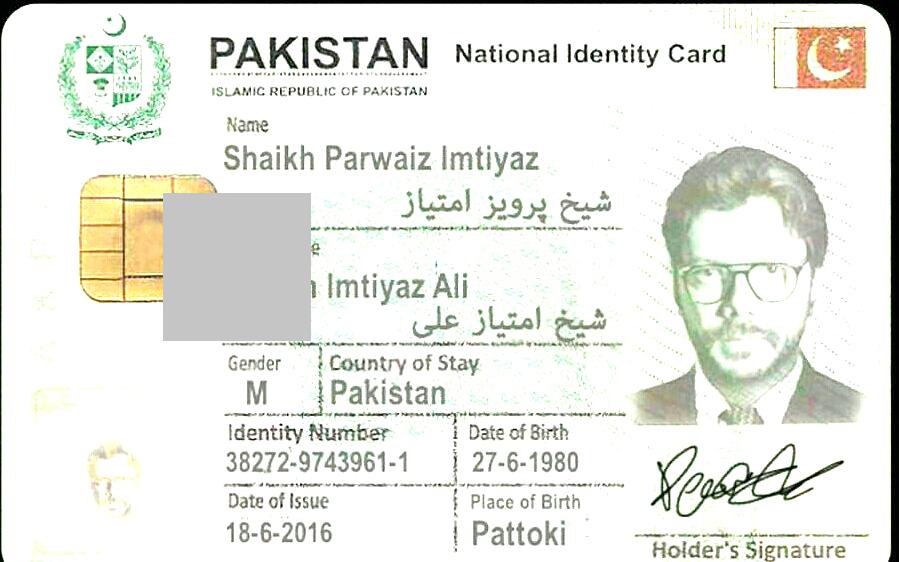 PAKISTAN National Identity Card
ISLAMIC REPUBLIC OF PAKISTAN
Name
Shaikh Parwaiz Imtiyaz
شیخ پرویز امتیاز
Imtiyaz Ali
شیخ امتیاز علی
Gender Country of Stay
M Pakistan
Identity Number Date of Birth
38272-9743961-1 27-6-1980
Date of Issue Place of Birth
18-6-2016 Pattoki
Holder's Signature